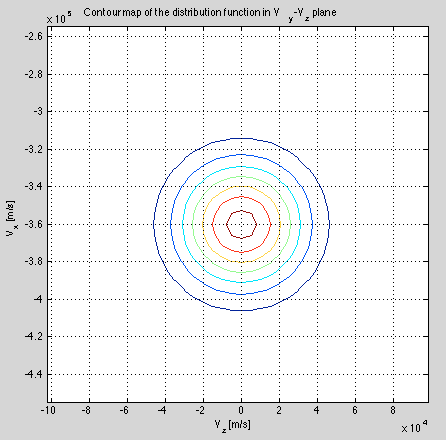 x 10^5
Contour map of the distribution function in V_y-V_z plane
-2.6
-2.8
-3
-3.2
-3.4
-3.6
-3.8
-4
-4.2
-4.4
V_x [m/s]
-10 -8 -6 -4 -2 0 2 4 6 8
V_z [m/s]
x 10^4